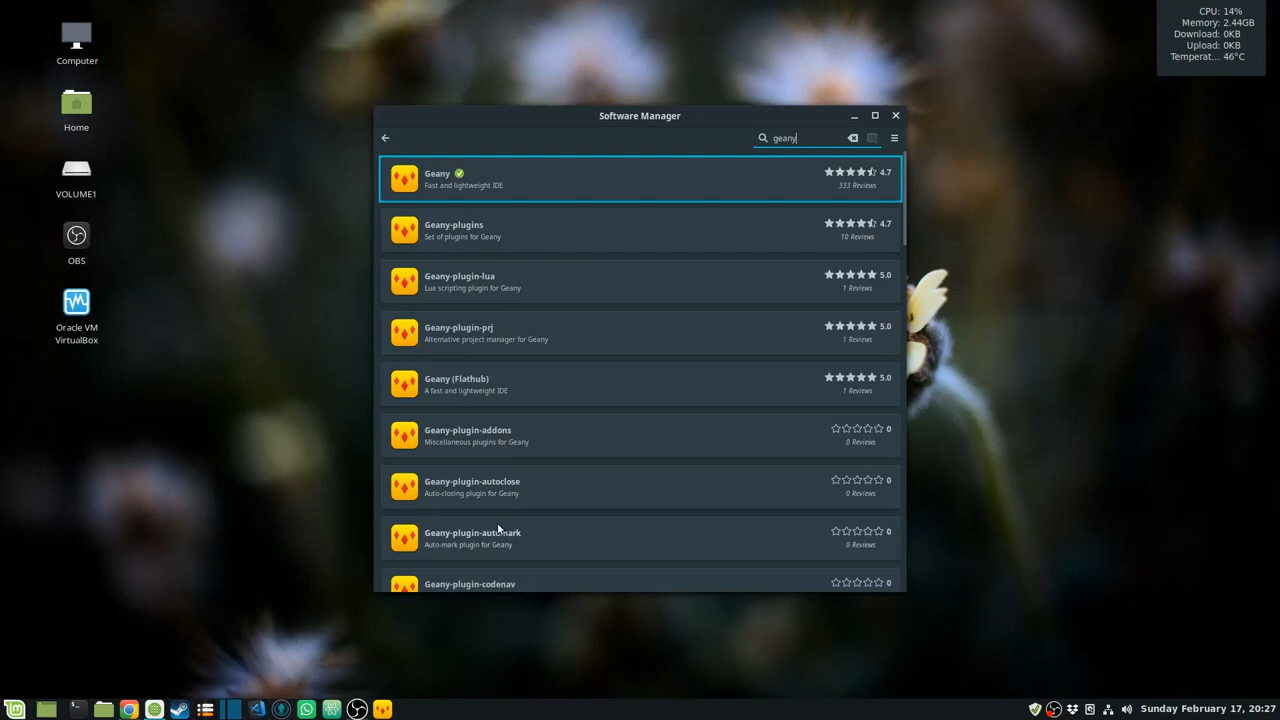 CPU: 14%
Memory: 2.44GB
Download: 0KB
Upload: 0KB
Temperat... 46°C
Computer
Home
VOLUME1
OBS
Oracle VM
VirtualBox
Software Manager
geany
Geany
Fast and lightweight IDE
4.7
333 Reviews
Geany-plugins
Set of plugins for Geany
4.7
10 Reviews
Geany-plugin-lua
Lua scripting plugin for Geany
5.0
1 Reviews
Geany-plugin-prj
Alternative project manager for Geany
5.0
1 Reviews
Geany (Flathub)
A fast and lightweight IDE
5.0
1 Reviews
Geany-plugin-addons
Miscellaneous plugins for Geany
0
0 Reviews
Geany-plugin-autoclose
Auto-closing plugin for Geany
0
0 Reviews
Geany-plugin-automark
Auto-mark plugin for Geany
0
0 Reviews
Geany-plugin-codenav
0
Sunday February 17, 20:27